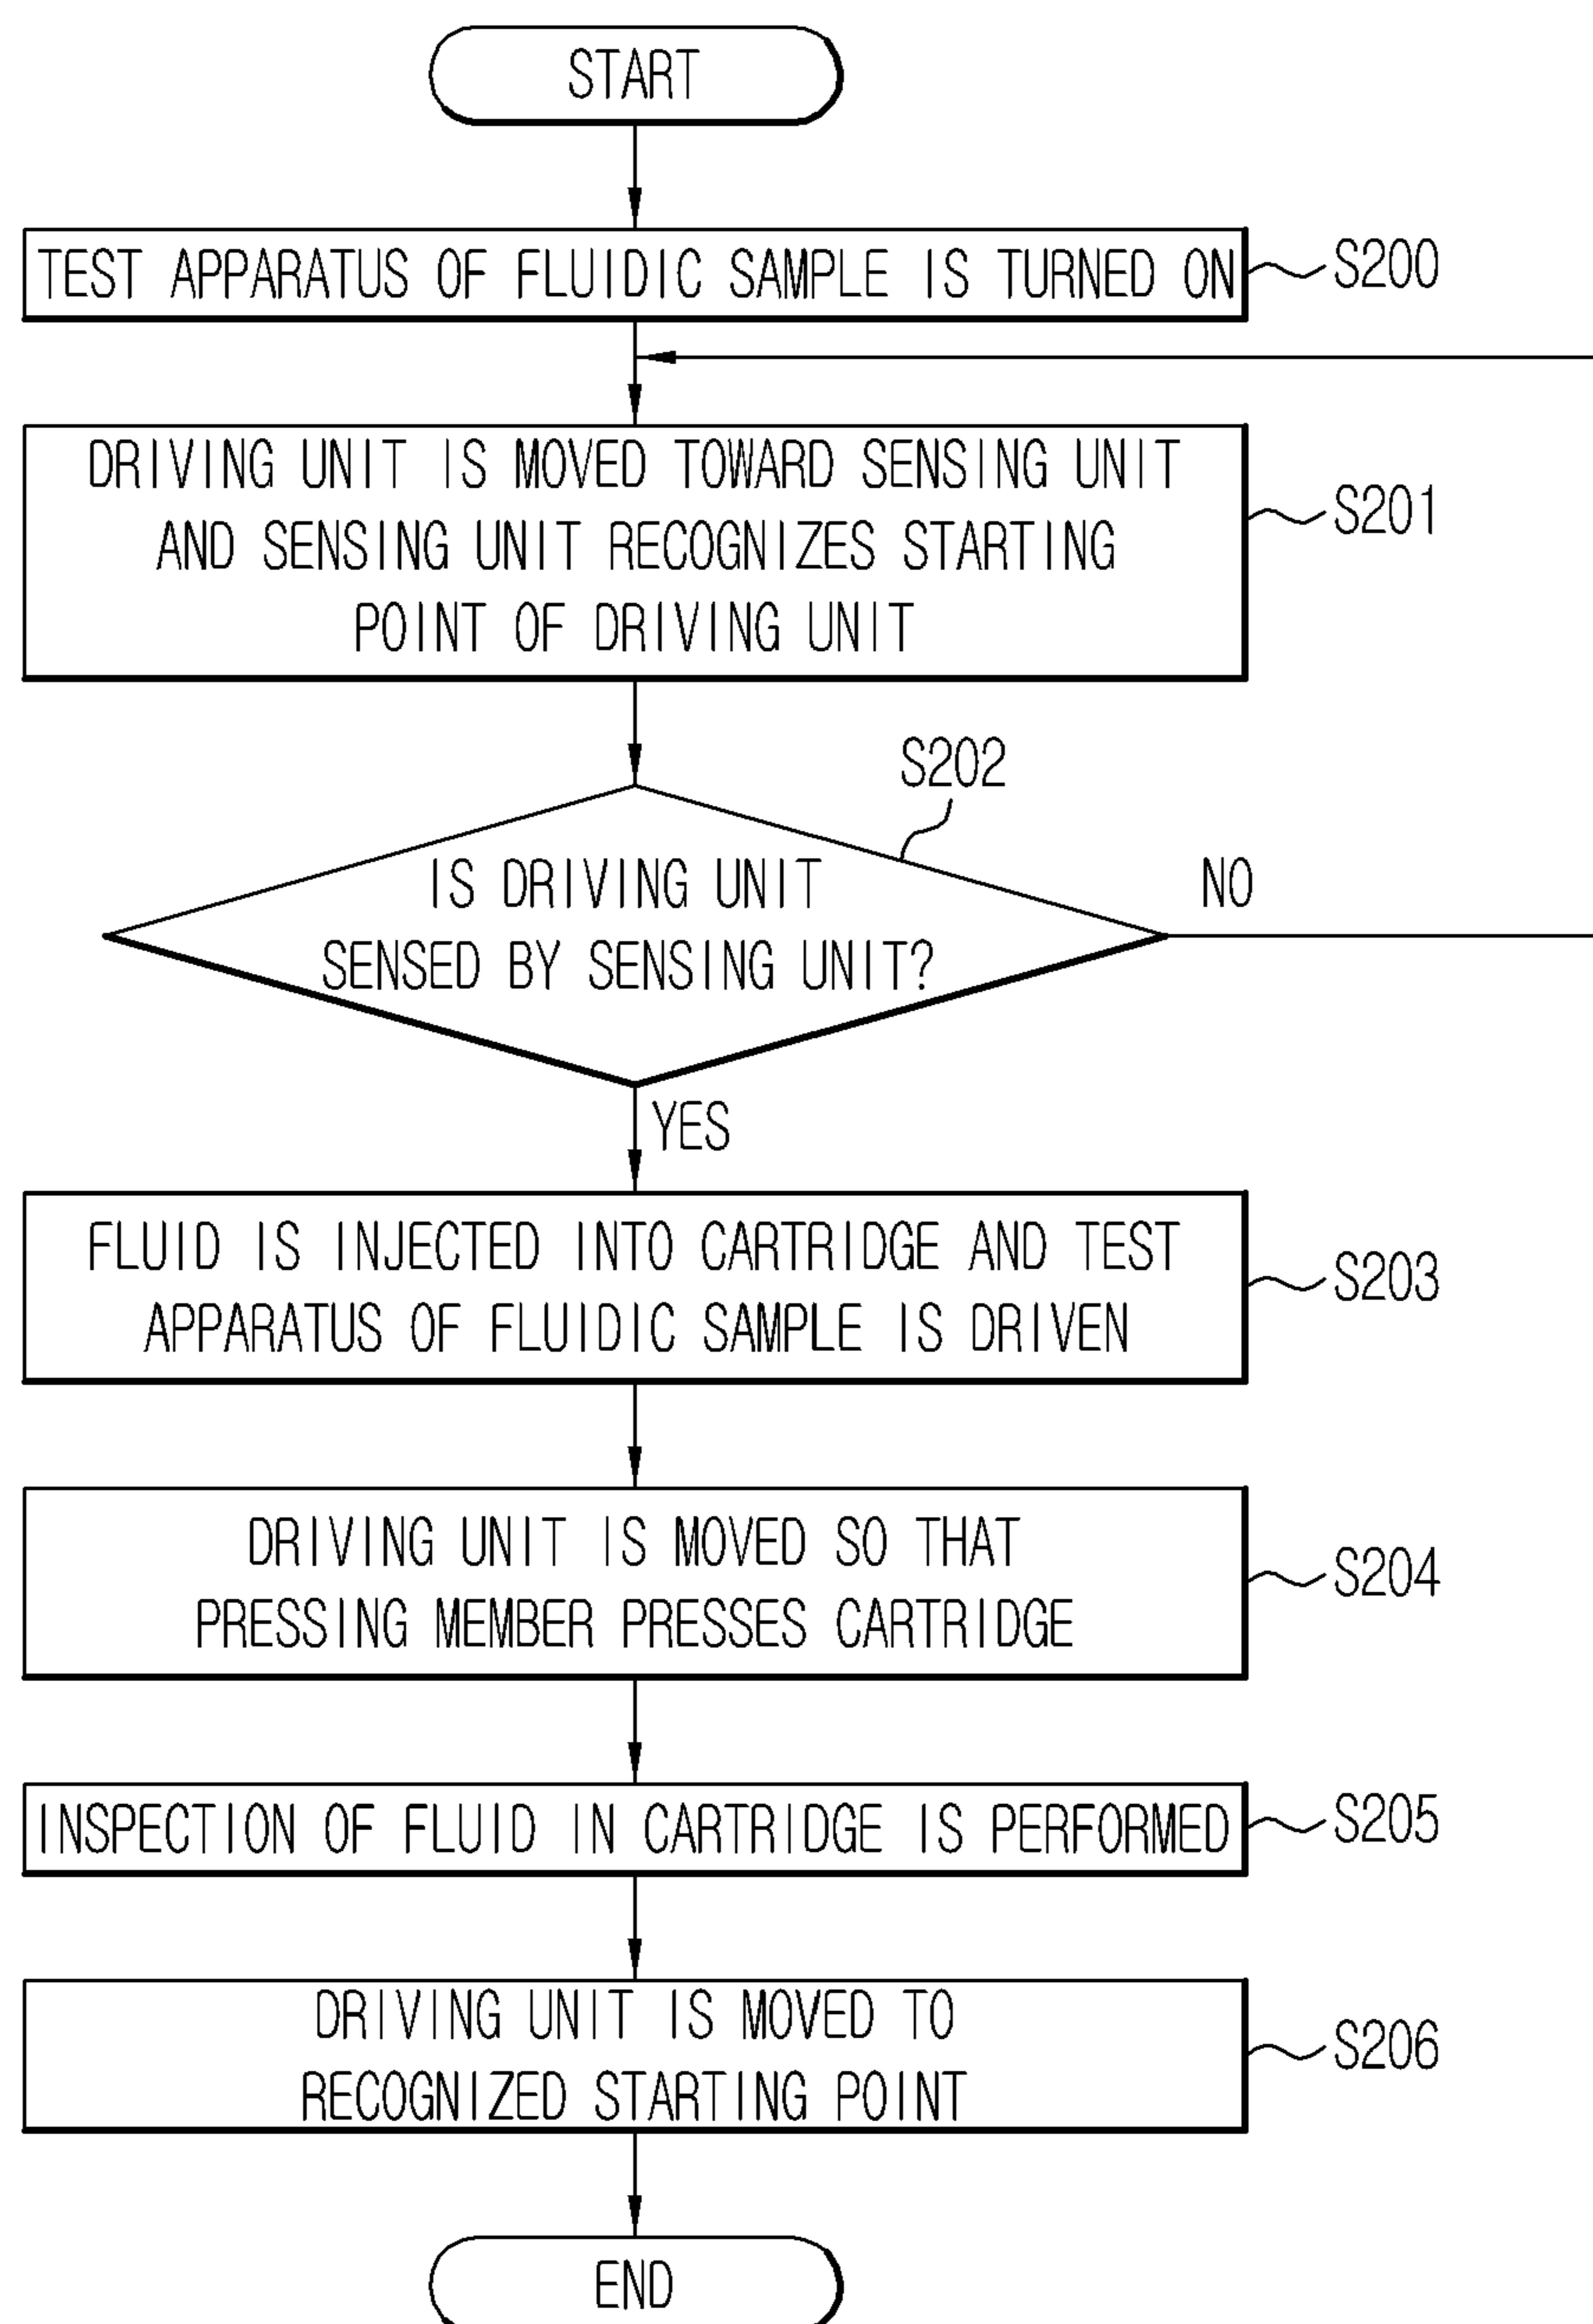 START
TEST APPARATUS OF FLUIDIC SAMPLE IS TURNED ON
S200
DRIVING UNIT IS MOVED TOWARD SENSING UNIT
AND SENSING UNIT RECOGNIZES STARTING
POINT OF DRIVING UNIT
S201
S202
IS DRIVING UNIT
SENSED BY SENSING UNIT?
NO
YES
FLUID IS INJECTED INTO CARTRIDGE AND TEST
APPARATUS OF FLUIDIC SAMPLE IS DRIVEN
S203
DRIVING UNIT IS MOVED SO THAT
PRESSING MEMBER PRESSES CARTRIDGE
S204
INSPECTION OF FLUID IN CARTRIDGE IS PERFORMED
S205
DRIVING UNIT IS MOVED TO
RECOGNIZED STARTING POINT
S206
END